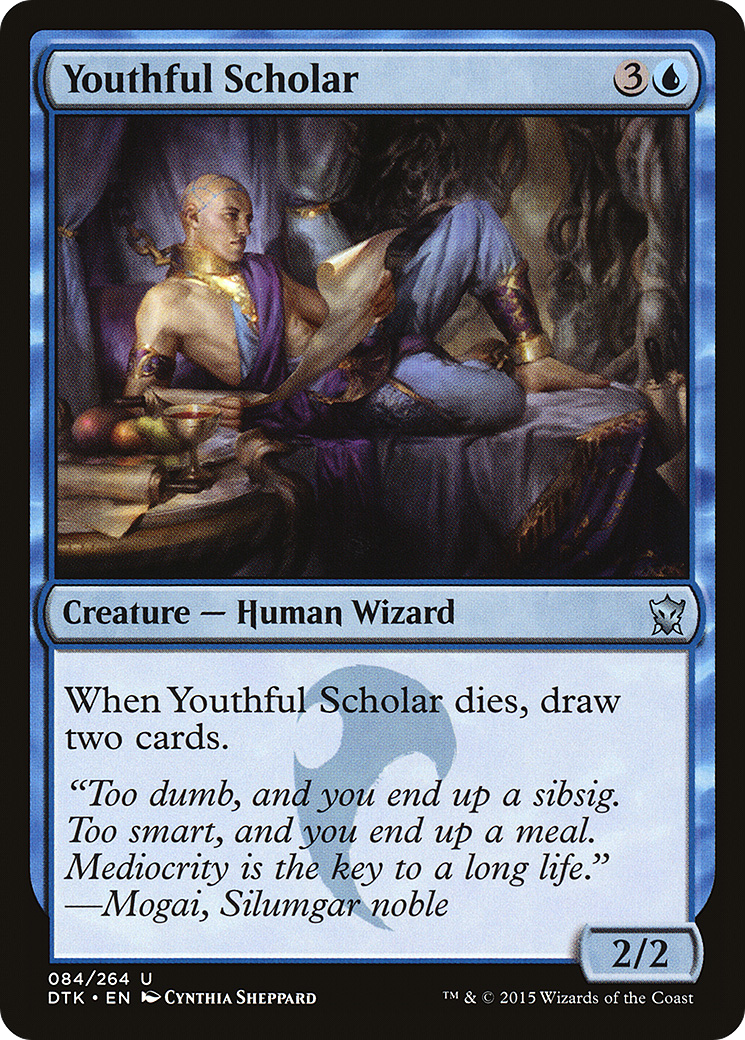 Youthful Scholar 3
Creature — Human Wizard
When Youthful Scholar dies, draw
two cards.
“Too dumb, and you end up a sibsig.
Too smart, and you end up a meal.
Mediocrity is the key to a long life.”
—Mogai, Silumgar noble
2/2
084/264 U
DTK • EN Cynthia Sheppard
™ & © 2015 Wizards of the Coast